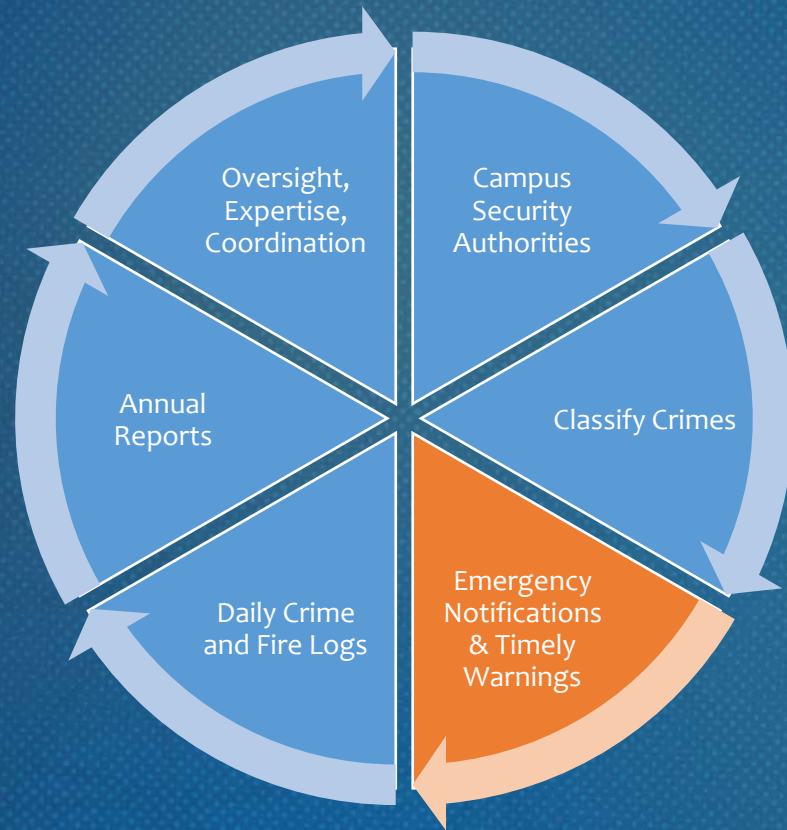 Oversight,
Expertise,
Coordination
Campus
Security
Authorities
Annual
Reports
Classify Crimes
Daily Crime
and Fire Logs
Emergency
Notifications
& Timely
Warnings